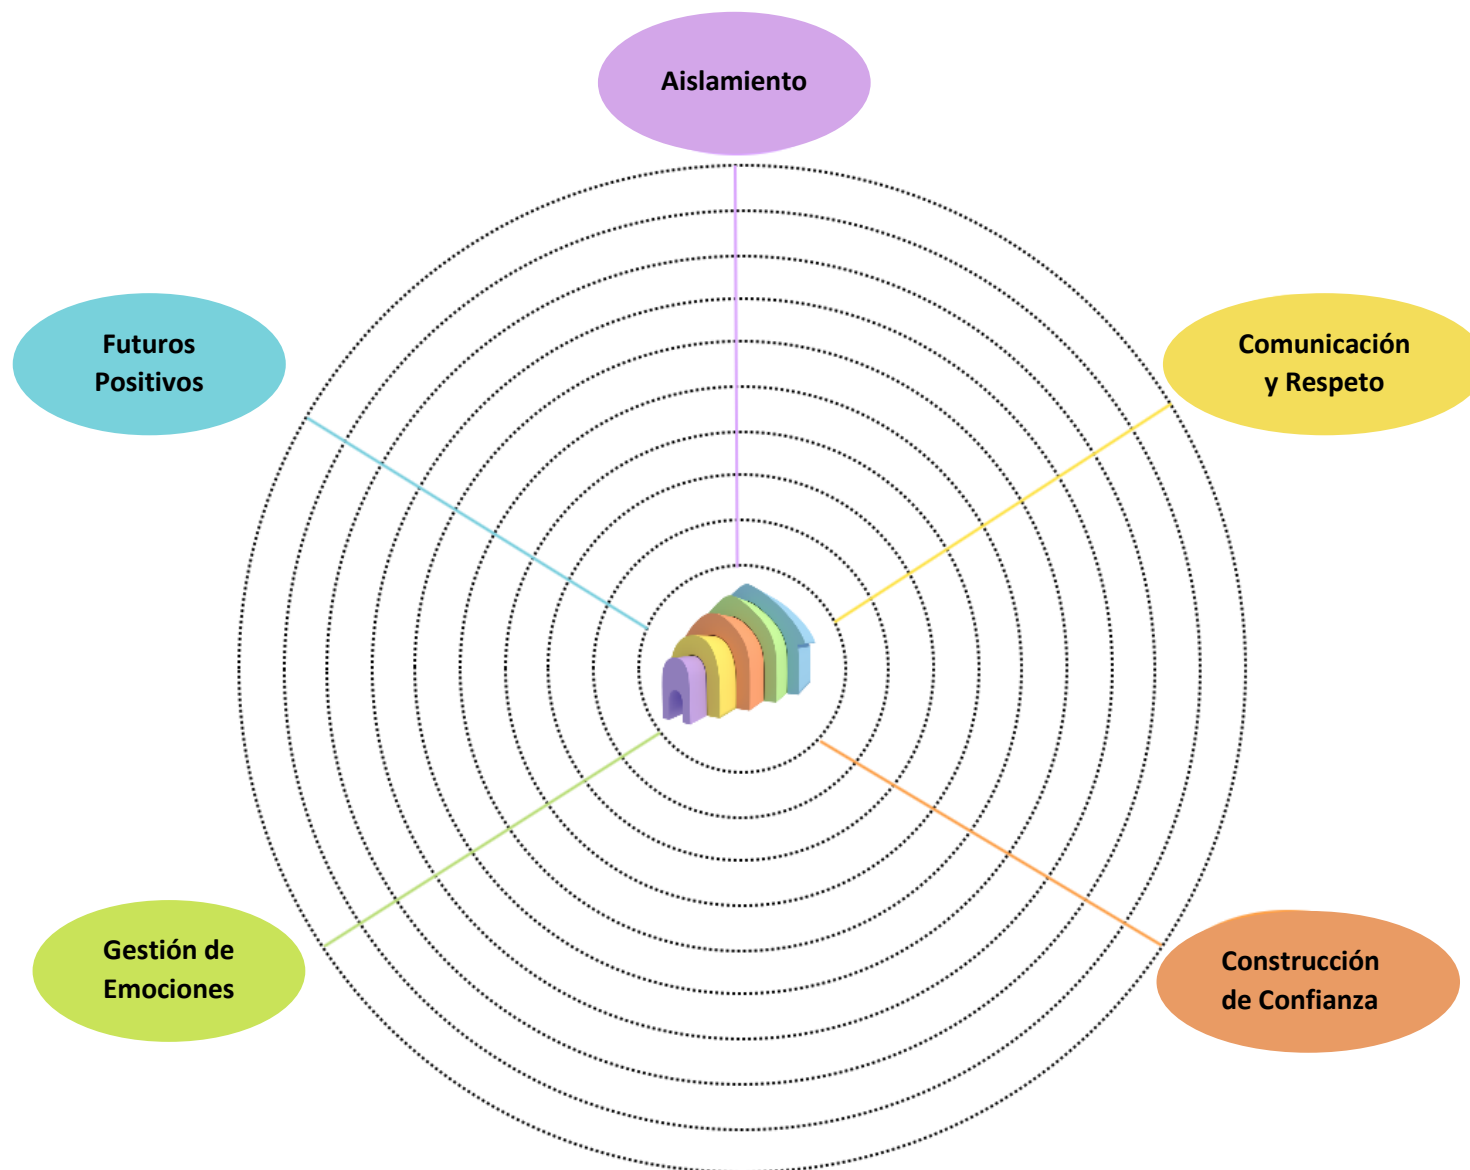 Aislamiento
Futuros
Positivos
Comunicación
y Respeto
Gestión de
Emociones
Construcción
de Confianza